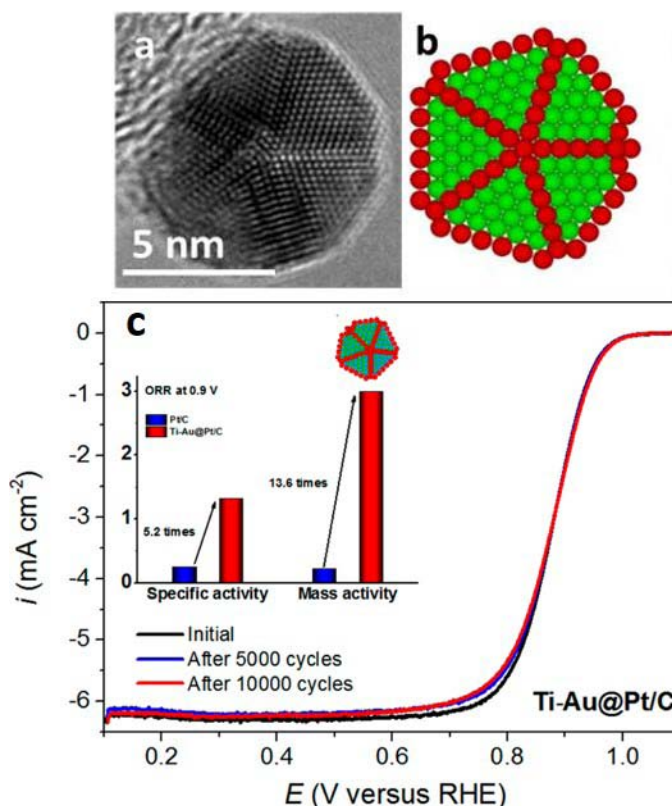 a
5 nm
b
c
ORR at 0.9 V
Pt/C
Ti-Au@Pt/C
5.2 times
13.6 times
3
2
1
0
Specific activity Mass activity
Initial
After 5000 cycles
After 10000 cycles
Ti-Au@Pt/C
0
-1
-2
-3
-4
-5
-6
i (mA cm⁻²)
0.2 0.4 0.6 0.8 1.0
E (V versus RHE)